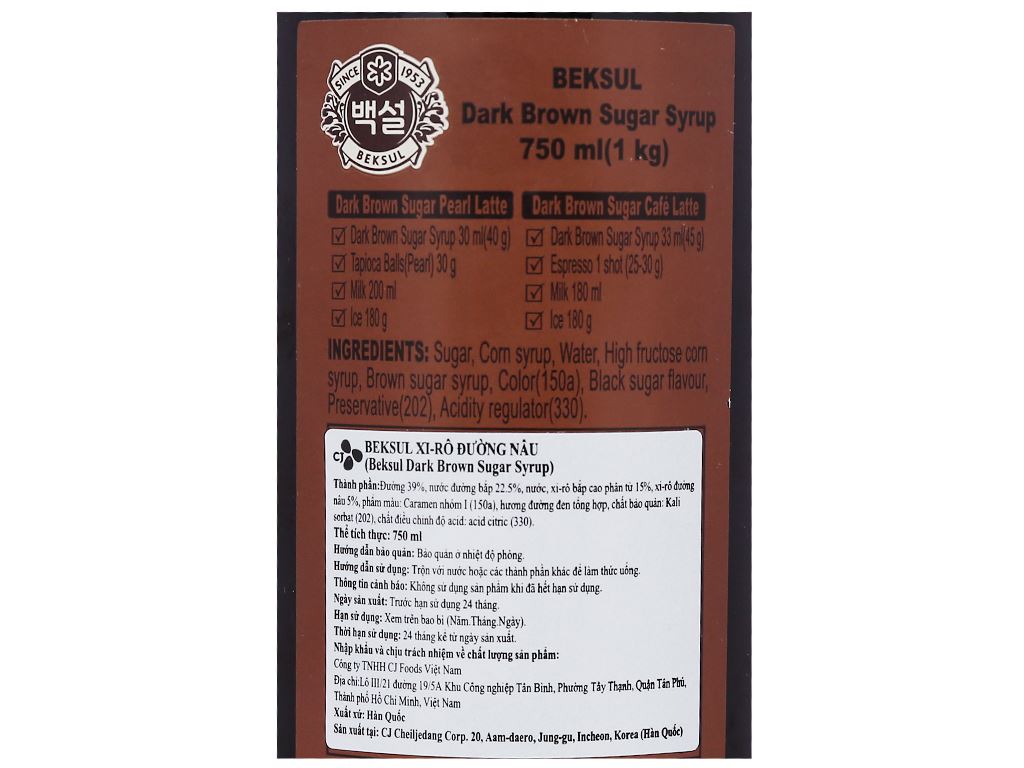 SINCE 1953
백설
BEKSUL
BEKSUL
Dark Brown Sugar Syrup
750 ml(1 kg)
Dark Brown Sugar Pearl Latte
Dark Brown Sugar Syrup 30 ml(40 g)
Tapioca Balls(Pearl) 30 g
Milk 200 ml
Ice 180 g
Dark Brown Sugar Café Latte
Dark Brown Sugar Syrup 33 ml(45 g)
Espresso 1 shot (25-30 g)
Milk 180 ml
Ice 180 g
INGREDIENTS: Sugar, Corn syrup, Water, High fructose corn
syrup, Brown sugar syrup, Color(150a), Black sugar flavour,
Preservative(202), Acidity regulator(330).
CJ
BEKSUL XI-RÔ ĐƯỜNG NÂU
(Beksul Dark Brown Sugar Syrup)
Thành phần:Đường 39%, nước đường bắp 22.5%, nước, xi-rô bắp cao phân tử 15%, xi-rô đường
nâu 5%, phẩm màu: Caramen nhóm I (150a), hương đường đen tổng hợp, chất bảo quản: Kali
sorbat (202), chất điều chỉnh độ acid: acid citric (330).
Thể tích thực: 750 ml
Hướng dẫn bảo quản: Bảo quản ở nhiệt độ phòng.
Hướng dẫn sử dụng: Trộn với nước hoặc các thành phần khác để làm thức uống.
Thông tin cảnh báo: Không sử dụng sản phẩm khi đã hết hạn sử dụng.
Ngày sản xuất: Trước hạn sử dụng 24 tháng.
Hạn sử dụng: Xem trên bao bì (Năm.Tháng.Ngày).
Thời hạn sử dụng: 24 tháng kể từ ngày sản xuất.
Nhập khẩu và chịu trách nhiệm về chất lượng sản phẩm:
Công ty TNHH CJ Foods Việt Nam
Địa chỉ:Lô III/21 đường 19/5A Khu Công nghiệp Tân Bình, Phường Tây Thạnh, Quận Tân Phú,
Thành phố Hồ Chí Minh, Việt Nam
Xuất xứ: Hàn Quốc
Sản xuất tại: CJ Cheiljedang Corp. 20, Aam-daero, Jung-gu, Incheon, Korea (Hàn Quốc)